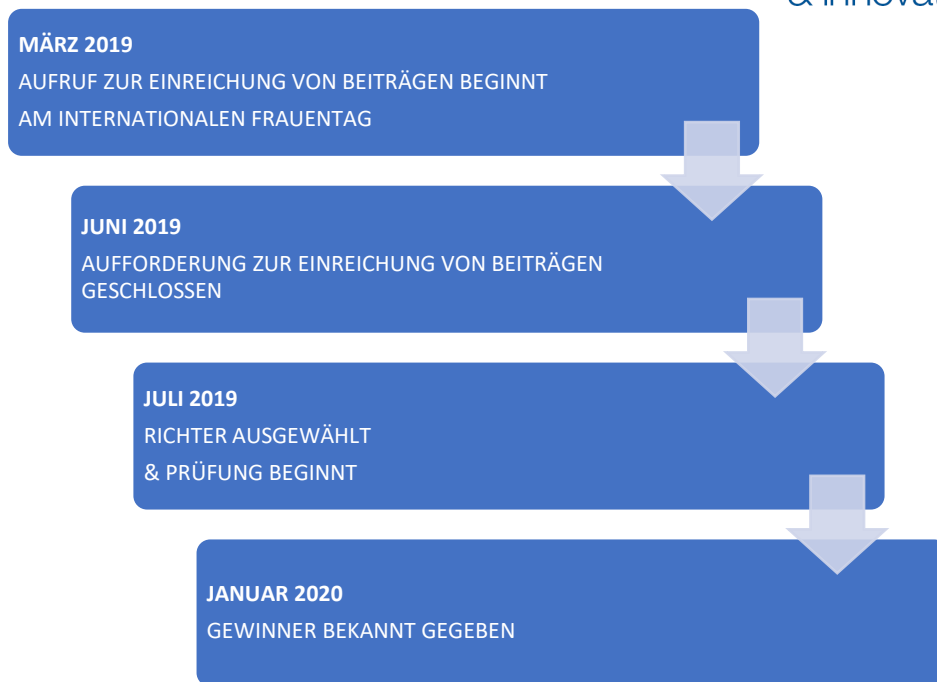 & Innova
MÄRZ 2019
AUFRUF ZUR EINREICHUNG VON BEITRÄGEN BEGINNT
AM INTERNATIONALEN FRAUENTAG
JUNI 2019
AUFFORDERUNG ZUR EINREICHUNG VON BEITRÄGEN
GESCHLOSSEN
JULI 2019
RICHTER AUSGEWÄHLT
& PRÜFUNG BEGINNT
JANUAR 2020
GEWINNER BEKANNT GEGEBEN